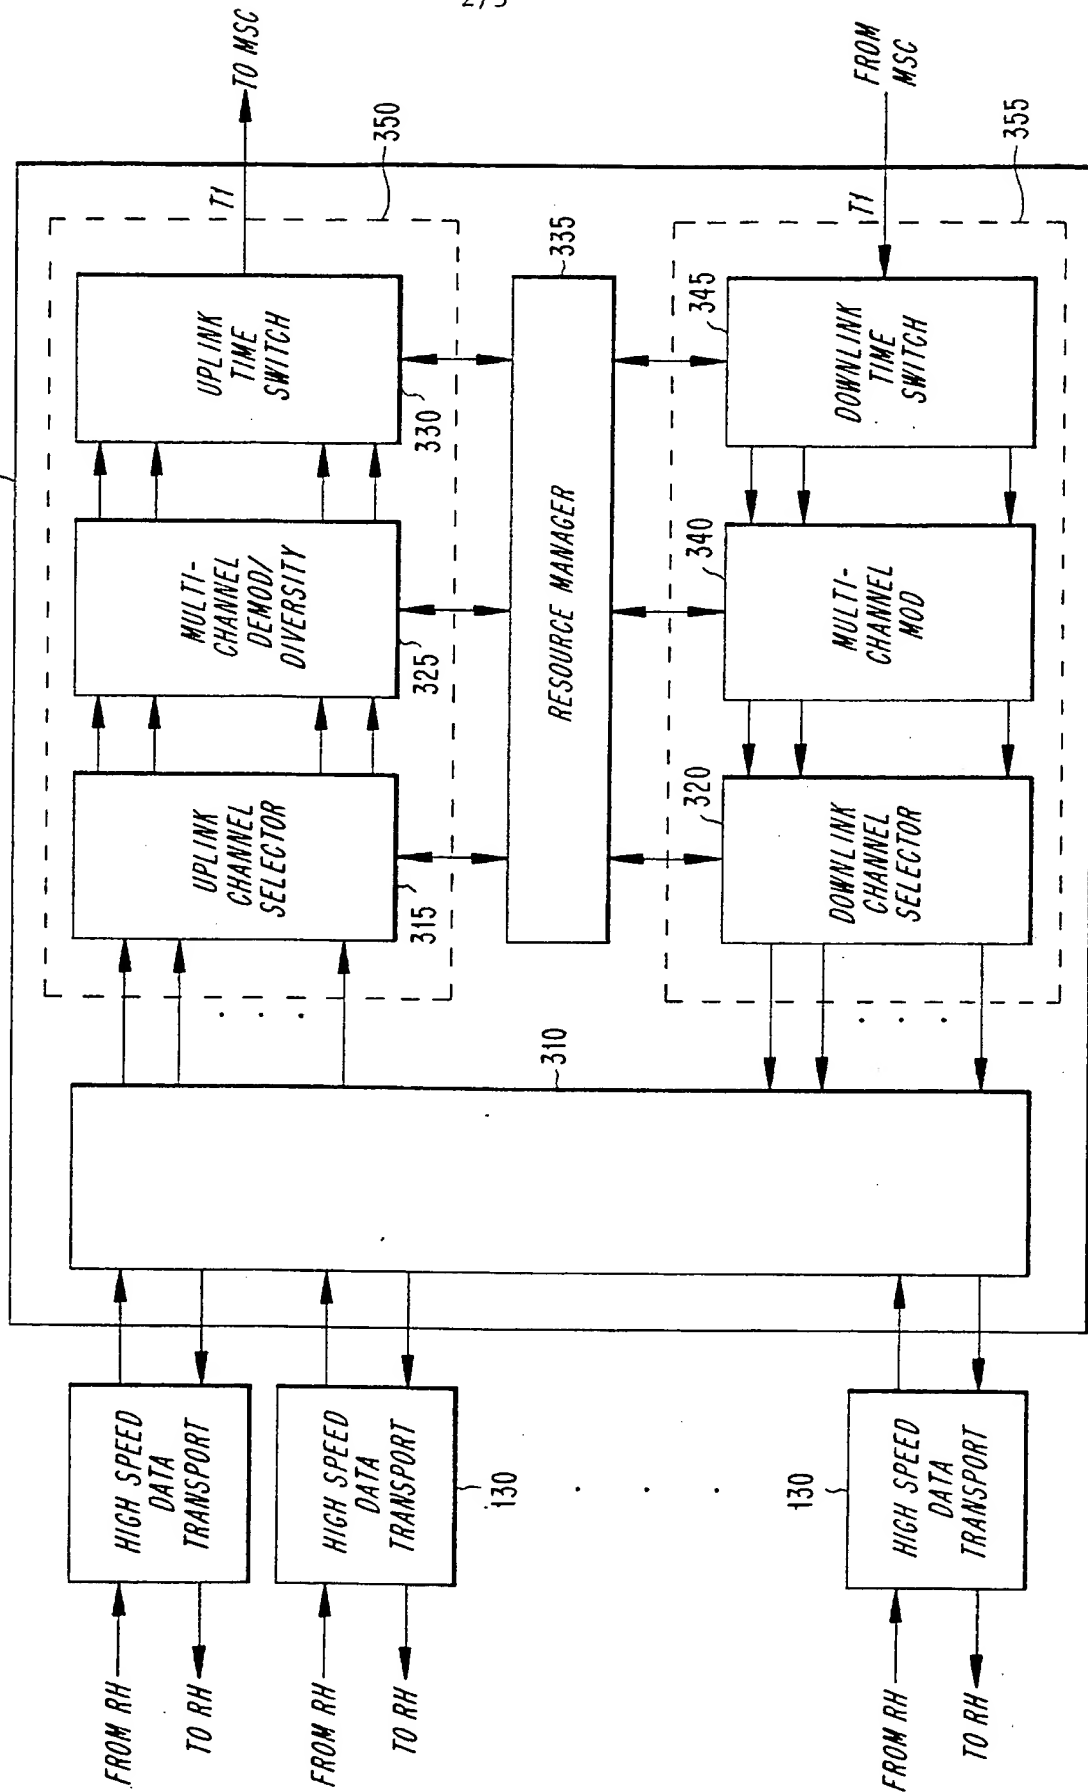 2/3
TO MSC
FROM
MSC
T1
T1
350
355
UPLINK
TIME
SWITCH
330
MULTI-
CHANNEL
DEMOD/
DIVERSITY
325
UPLINK
CHANNEL
SELECTOR
315
335
RESOURCE MANAGER
345
DOWNLINK
TIME
SWITCH
340
MULTI-
CHANNEL
MOD
320
DOWNLINK
CHANNEL
SELECTOR
310
HIGH SPEED
DATA
TRANSPORT
HIGH SPEED
DATA
TRANSPORT
130
HIGH SPEED
DATA
TRANSPORT
130
FROM RH
TO RH
FROM RH
TO RH
FROM RH
TO RH